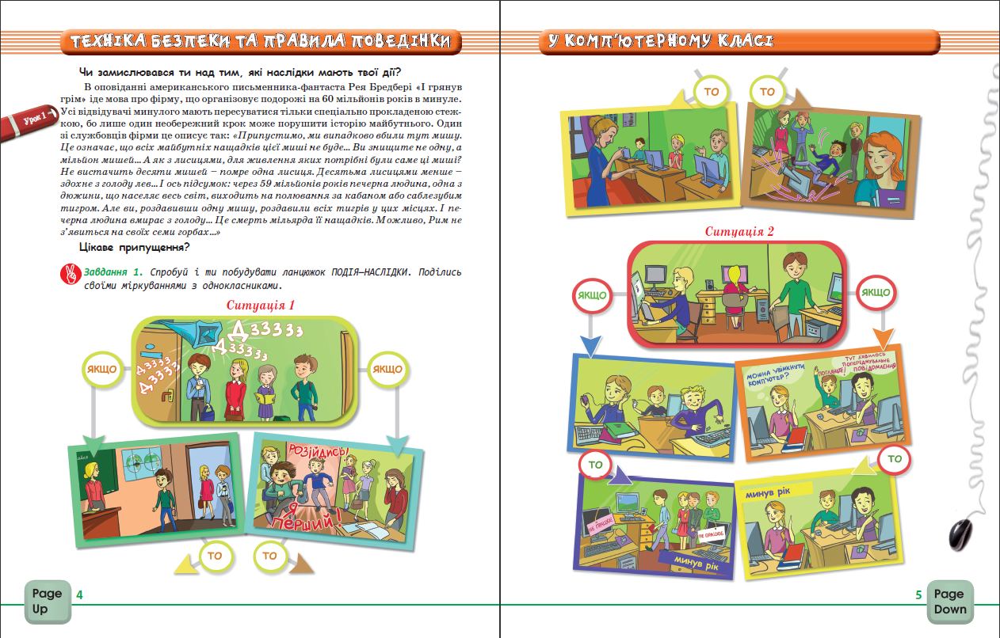 ТЕХНІКА БЕЗПЕКИ ТА ПРАВИЛА ПОВЕДІНКИ
Чи замислювався ти над тим, які наслідки мають твої дії?
В оповіданні американського письменника-фантаста Рея Бредбері «І грянув
грім» іде мова про фірму, що організовує подорожі на 60 мільйонів років в минуле.
Усі відвідувачі минулого мають пересуватися тільки спеціально прокладеною стеж-
кою, бо лише один необережний крок може порушити історію майбутнього. Один
зі службовців фірми це описує так: «Припустимо, ми випадково вбили тут мишу.
Це означає, що всіх майбутніх нащадків цієї миші не буде... Ви знищите не одну, а
мільйон мишей... А як з лисицями, для живлення яких потрібні були саме ці миші?
Не вистачить десяти мишей – помре одна лисиця. Десятьма лисицями менше –
здохне з голоду лев... І ось підсумок: через 59 мільйонів років печерна людина, одна з
дюжини, що населяє весь світ, виходить на полювання за кабаном або саблезубим
тигром. Але ви, роздавивши одну мишу, роздавили всіх тигрів у цих місцях. І пе-
черна людина вмирає з голоду... Це смерть мільярда її нащадків. Можливо, Рим не
з’явиться на своїх семи горбах...»
Урок 1
Цікаве припущення?
Завдання 1. Спробуй і ти побудувати ланцюжок ПОДІЯ–НАСЛІДКИ. Поділись
своїми міркуваннями з однокласниками.
Ситуація 1
Дззззз
Дззззз
Дзззз
Дзззз
ЯКЩО
ЯКЩО
РОЗІЙДИСЬ!
Я
ПЕРШИЙ!
ТО
ТО
Page
Up
4
У КОМП’ЮТЕРНОМУ КЛАСІ
ТО
ТО
Ситуація 2
ЯКЩО
ЯКЩО
МОЖНА УВІМКНУТИ
КОМП'ЮТЕР?
ТУТ З'ЯВИЛОСЬ
ПОПЕРЕДЖУВАЛЬНЕ
ПОГЛЯНЬТЕ! ПОВІДОМЛЕННЯ
ТО
ТО
НЕ ПРАЦЮЄ
НЕ ПРАЦЮЄ
минув рік
минув рік
5
Page
Down